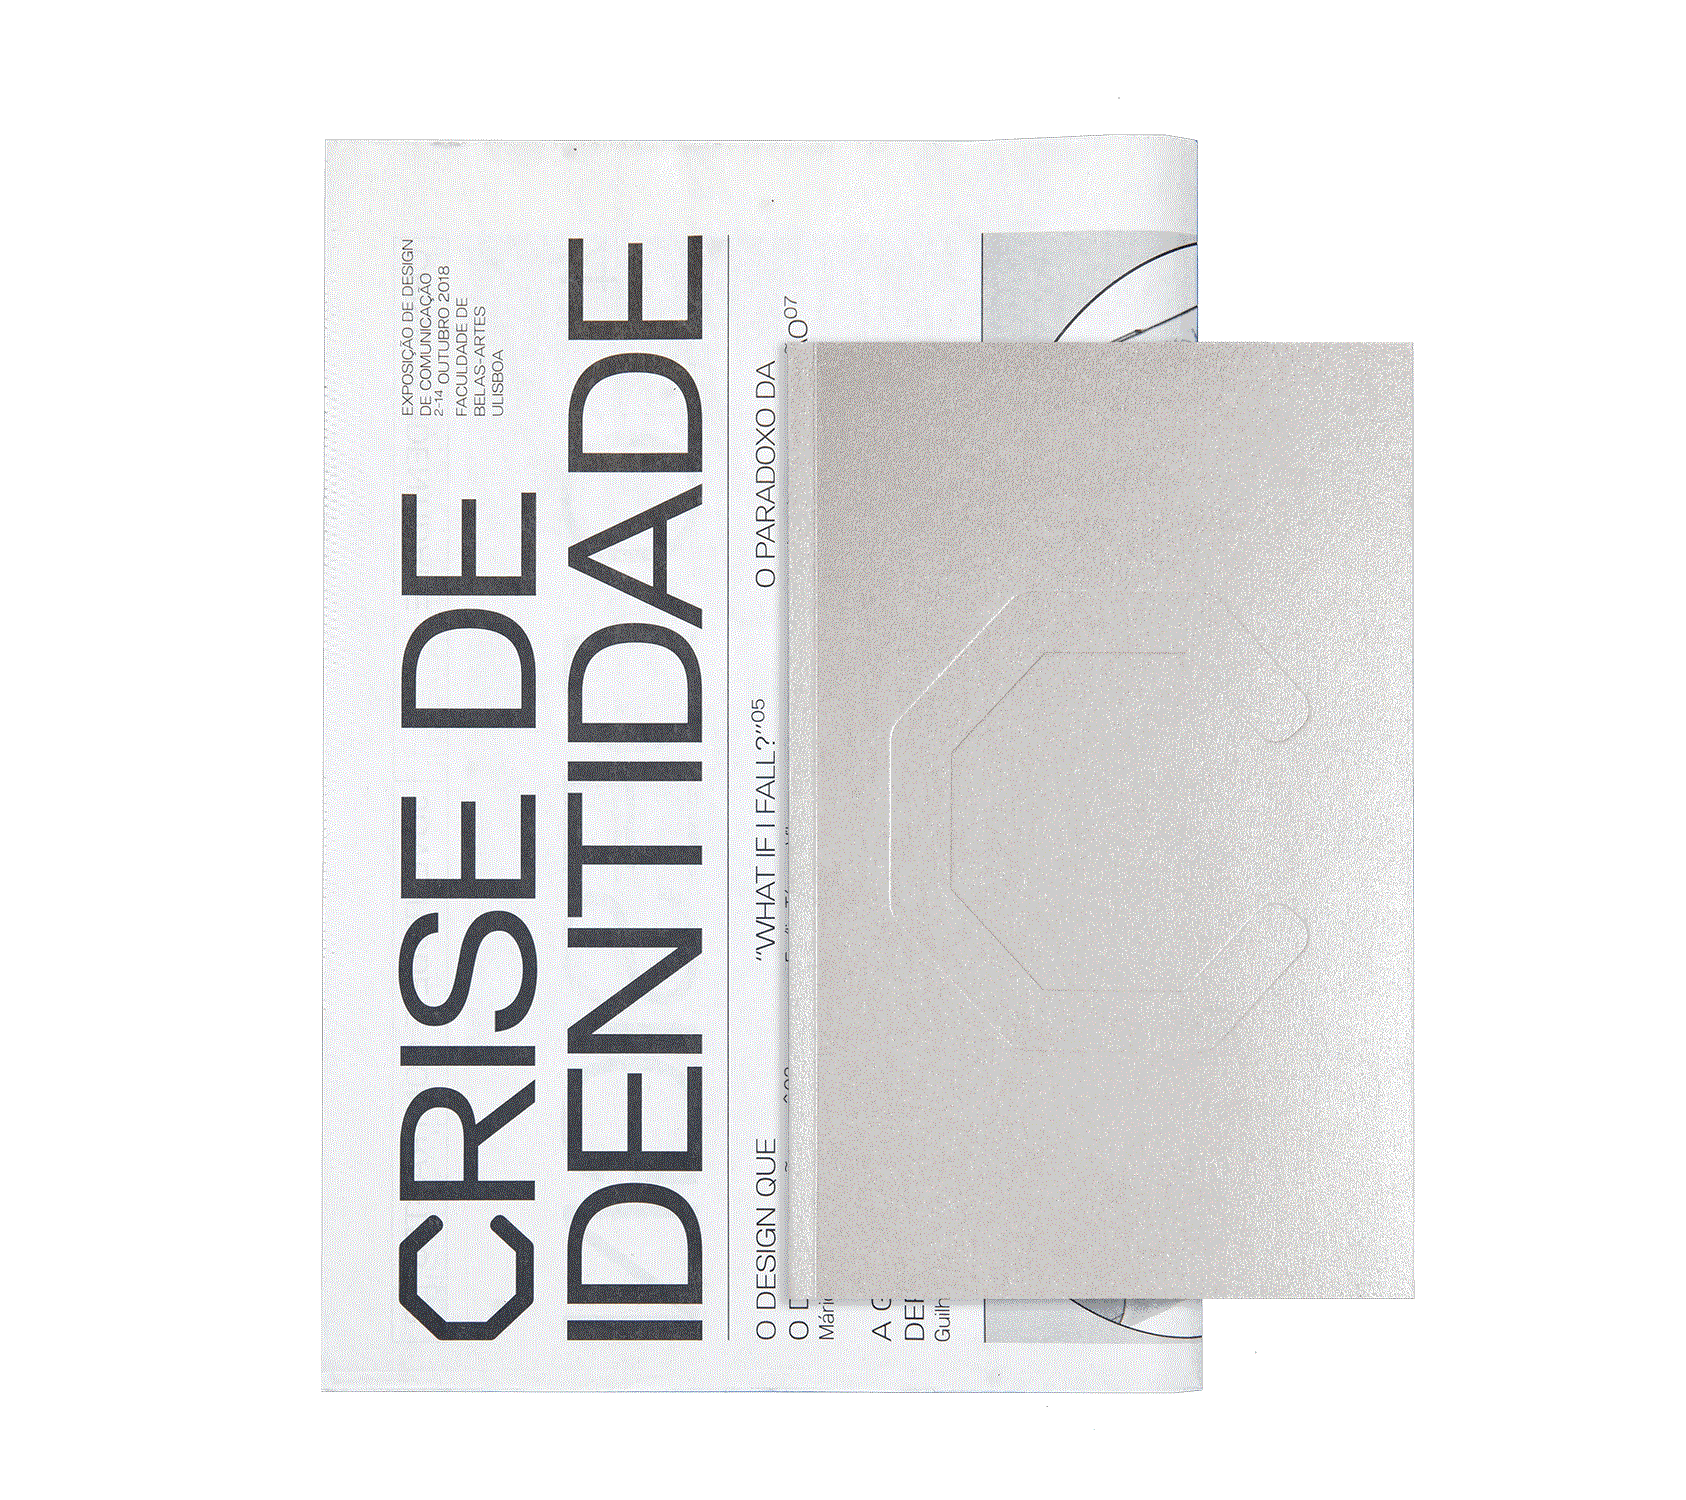 CRISE DE
IDENTIDADE
EXPOSIÇÃO DE DESIGN
DE COMUNICAÇÃO
2-14 OUTUBRO 2018
FACULDADE DE
BELAS-ARTES
ULISBOA
O DESIGN QUE
"WHAT IF I FALL?"05
O PARADOXO DA
07